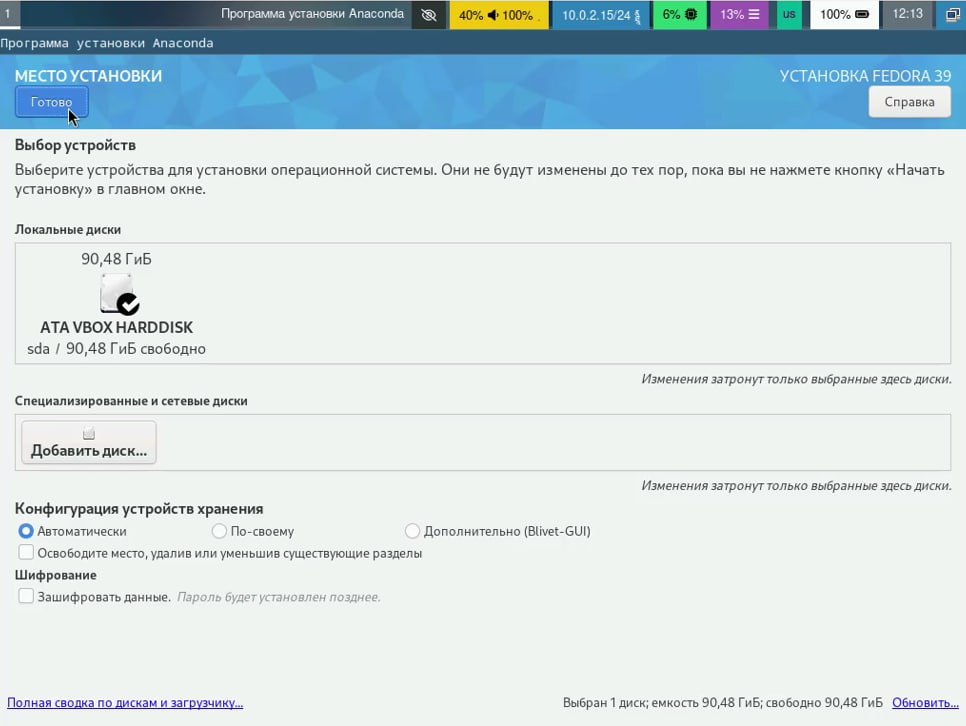 1 Программа установки Anaconda 40% 100% 10.0.2.15/24 6% 13% us 100% 12:13
Программа установки Anaconda
МЕСТО УСТАНОВКИ УСТАНОВКА FEDORA 39
Готово Справка
Выбор устройств
Выберите устройства для установки операционной системы. Они не будут изменены до тех пор, пока вы не нажмете кнопку «Начать
установку» в главном окне.
Локальные диски
90,48 ГиБ
ATA VBOX HARDDISK
sda / 90,48 ГиБ свободно
Изменения затронут только выбранные здесь диски.
Специализированные и сетевые диски
Добавить диск...
Изменения затронут только выбранные здесь диски.
Конфигурация устройств хранения
Автоматически По-своему Дополнительно (Blivet-GUI)
Освободите место, удалив или уменьшив существующие разделы
Шифрование
Зашифровать данные. Пароль будет установлен позднее.
Полная сводка по дискам и загрузчику... Выбран 1 диск; емкость 90,48 ГиБ; свободно 90,48 ГиБ Обновить...